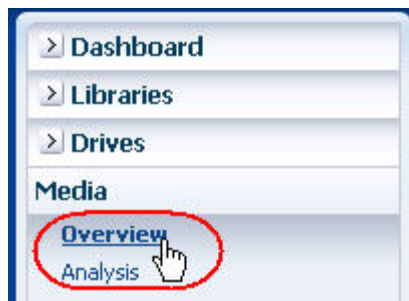 Dashboard
Libraries
Drives
Media
Overview
Analysis